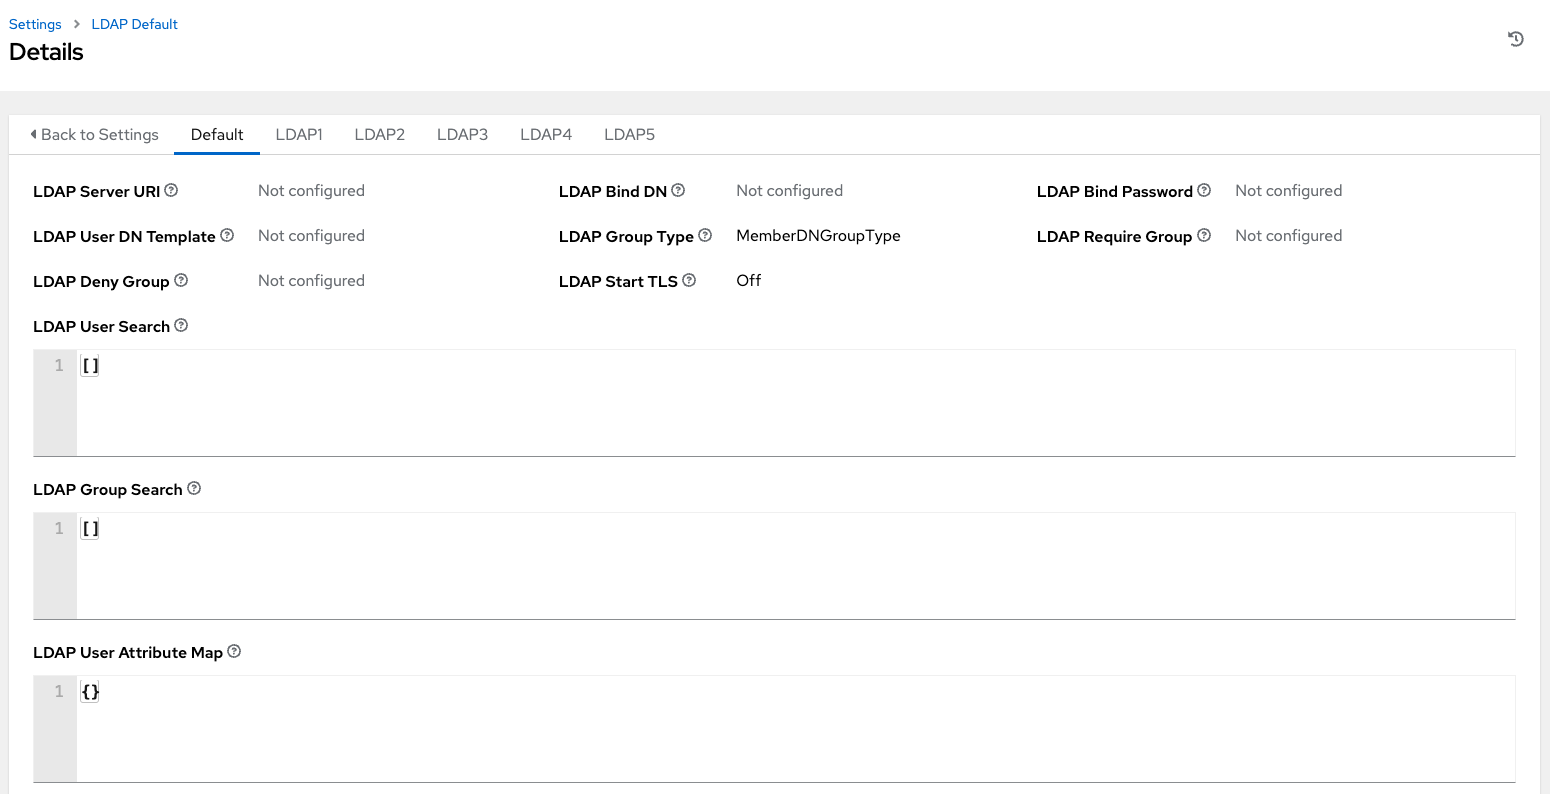 Settings > LDAP Default
Details
Back to Settings Default LDAP1 LDAP2 LDAP3 LDAP4 LDAP5
LDAP Server URI Not configured LDAP Bind DN Not configured LDAP Bind Password Not configured
LDAP User DN Template Not configured LDAP Group Type MemberDNGroupType LDAP Require Group Not configured
LDAP Deny Group Not configured LDAP Start TLS Off
LDAP User Search
1 []
LDAP Group Search
1 []
LDAP User Attribute Map
1 {}